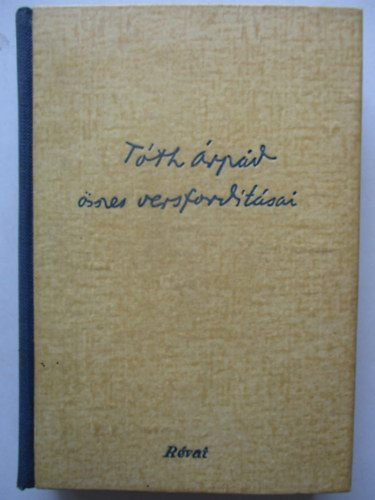 Tóth Árpád
összes versfordításai
Révai